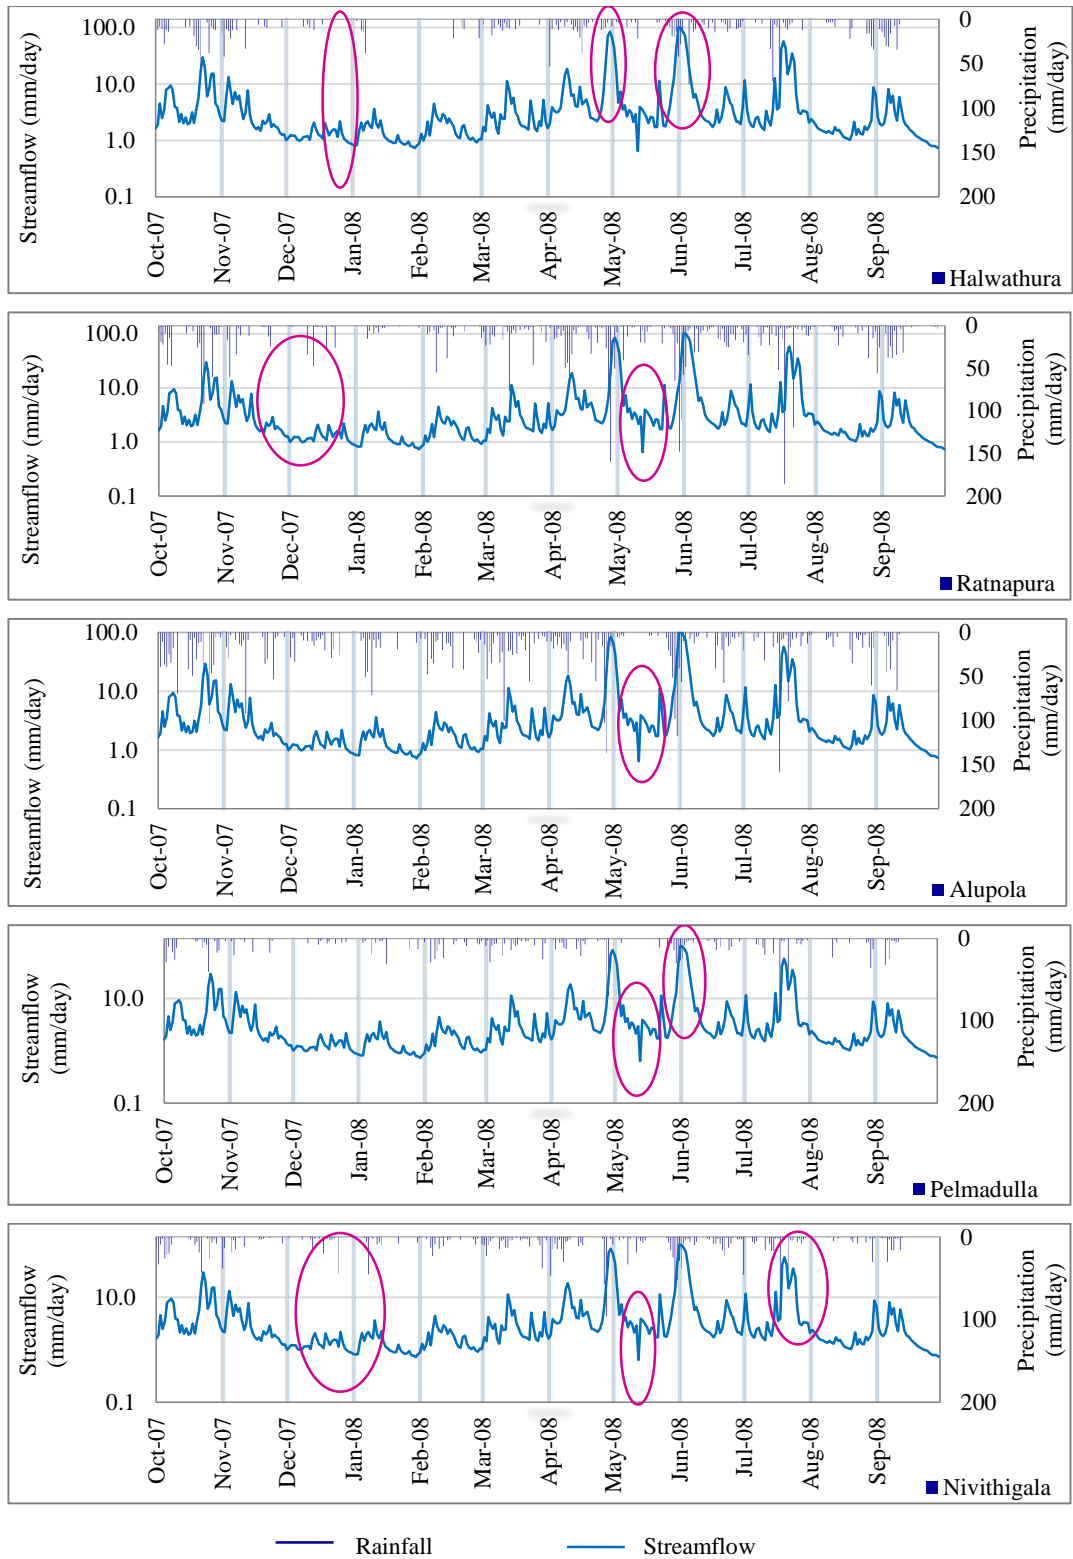 Streamflow (mm/day)
100.0
10.0
1.0
0.1
0
50
100
150
200
Precipitation
(mm/day)
Oct-07
Nov-07
Dec-07
Jan-08
Feb-08
Mar-08
Apr-08
May-08
Jun-08
Jul-08
Aug-08
Sep-08
Halwathura
Streamflow (mm/day)
100.0
10.0
1.0
0.1
0
50
100
150
200
Precipitation
(mm/day)
Oct-07
Nov-07
Dec-07
Jan-08
Feb-08
Mar-08
Apr-08
May-08
Jun-08
Jul-08
Aug-08
Sep-08
Ratnapura
Streamflow (mm/day)
100.0
10.0
1.0
0.1
0
50
100
150
200
Precipitation
(mm/day)
Oct-07
Nov-07
Dec-07
Jan-08
Feb-08
Mar-08
Apr-08
May-08
Jun-08
Jul-08
Aug-08
Sep-08
Alupola
Streamflow
(mm/day)
10.0
0.1
0
100
200
Precipitation
(mm/day)
Oct-07
Nov-07
Dec-07
Jan-08
Feb-08
Mar-08
Apr-08
May-08
Jun-08
Jul-08
Aug-08
Sep-08
Pelmadulla
Streamflow
(mm/day)
10.0
0.1
0
100
200
Precipitation
(mm/day)
Oct-07
Nov-07
Dec-07
Jan-08
Feb-08
Mar-08
Apr-08
May-08
Jun-08
Jul-08
Aug-08
Sep-08
Nivithigala
Rainfall
Streamflow